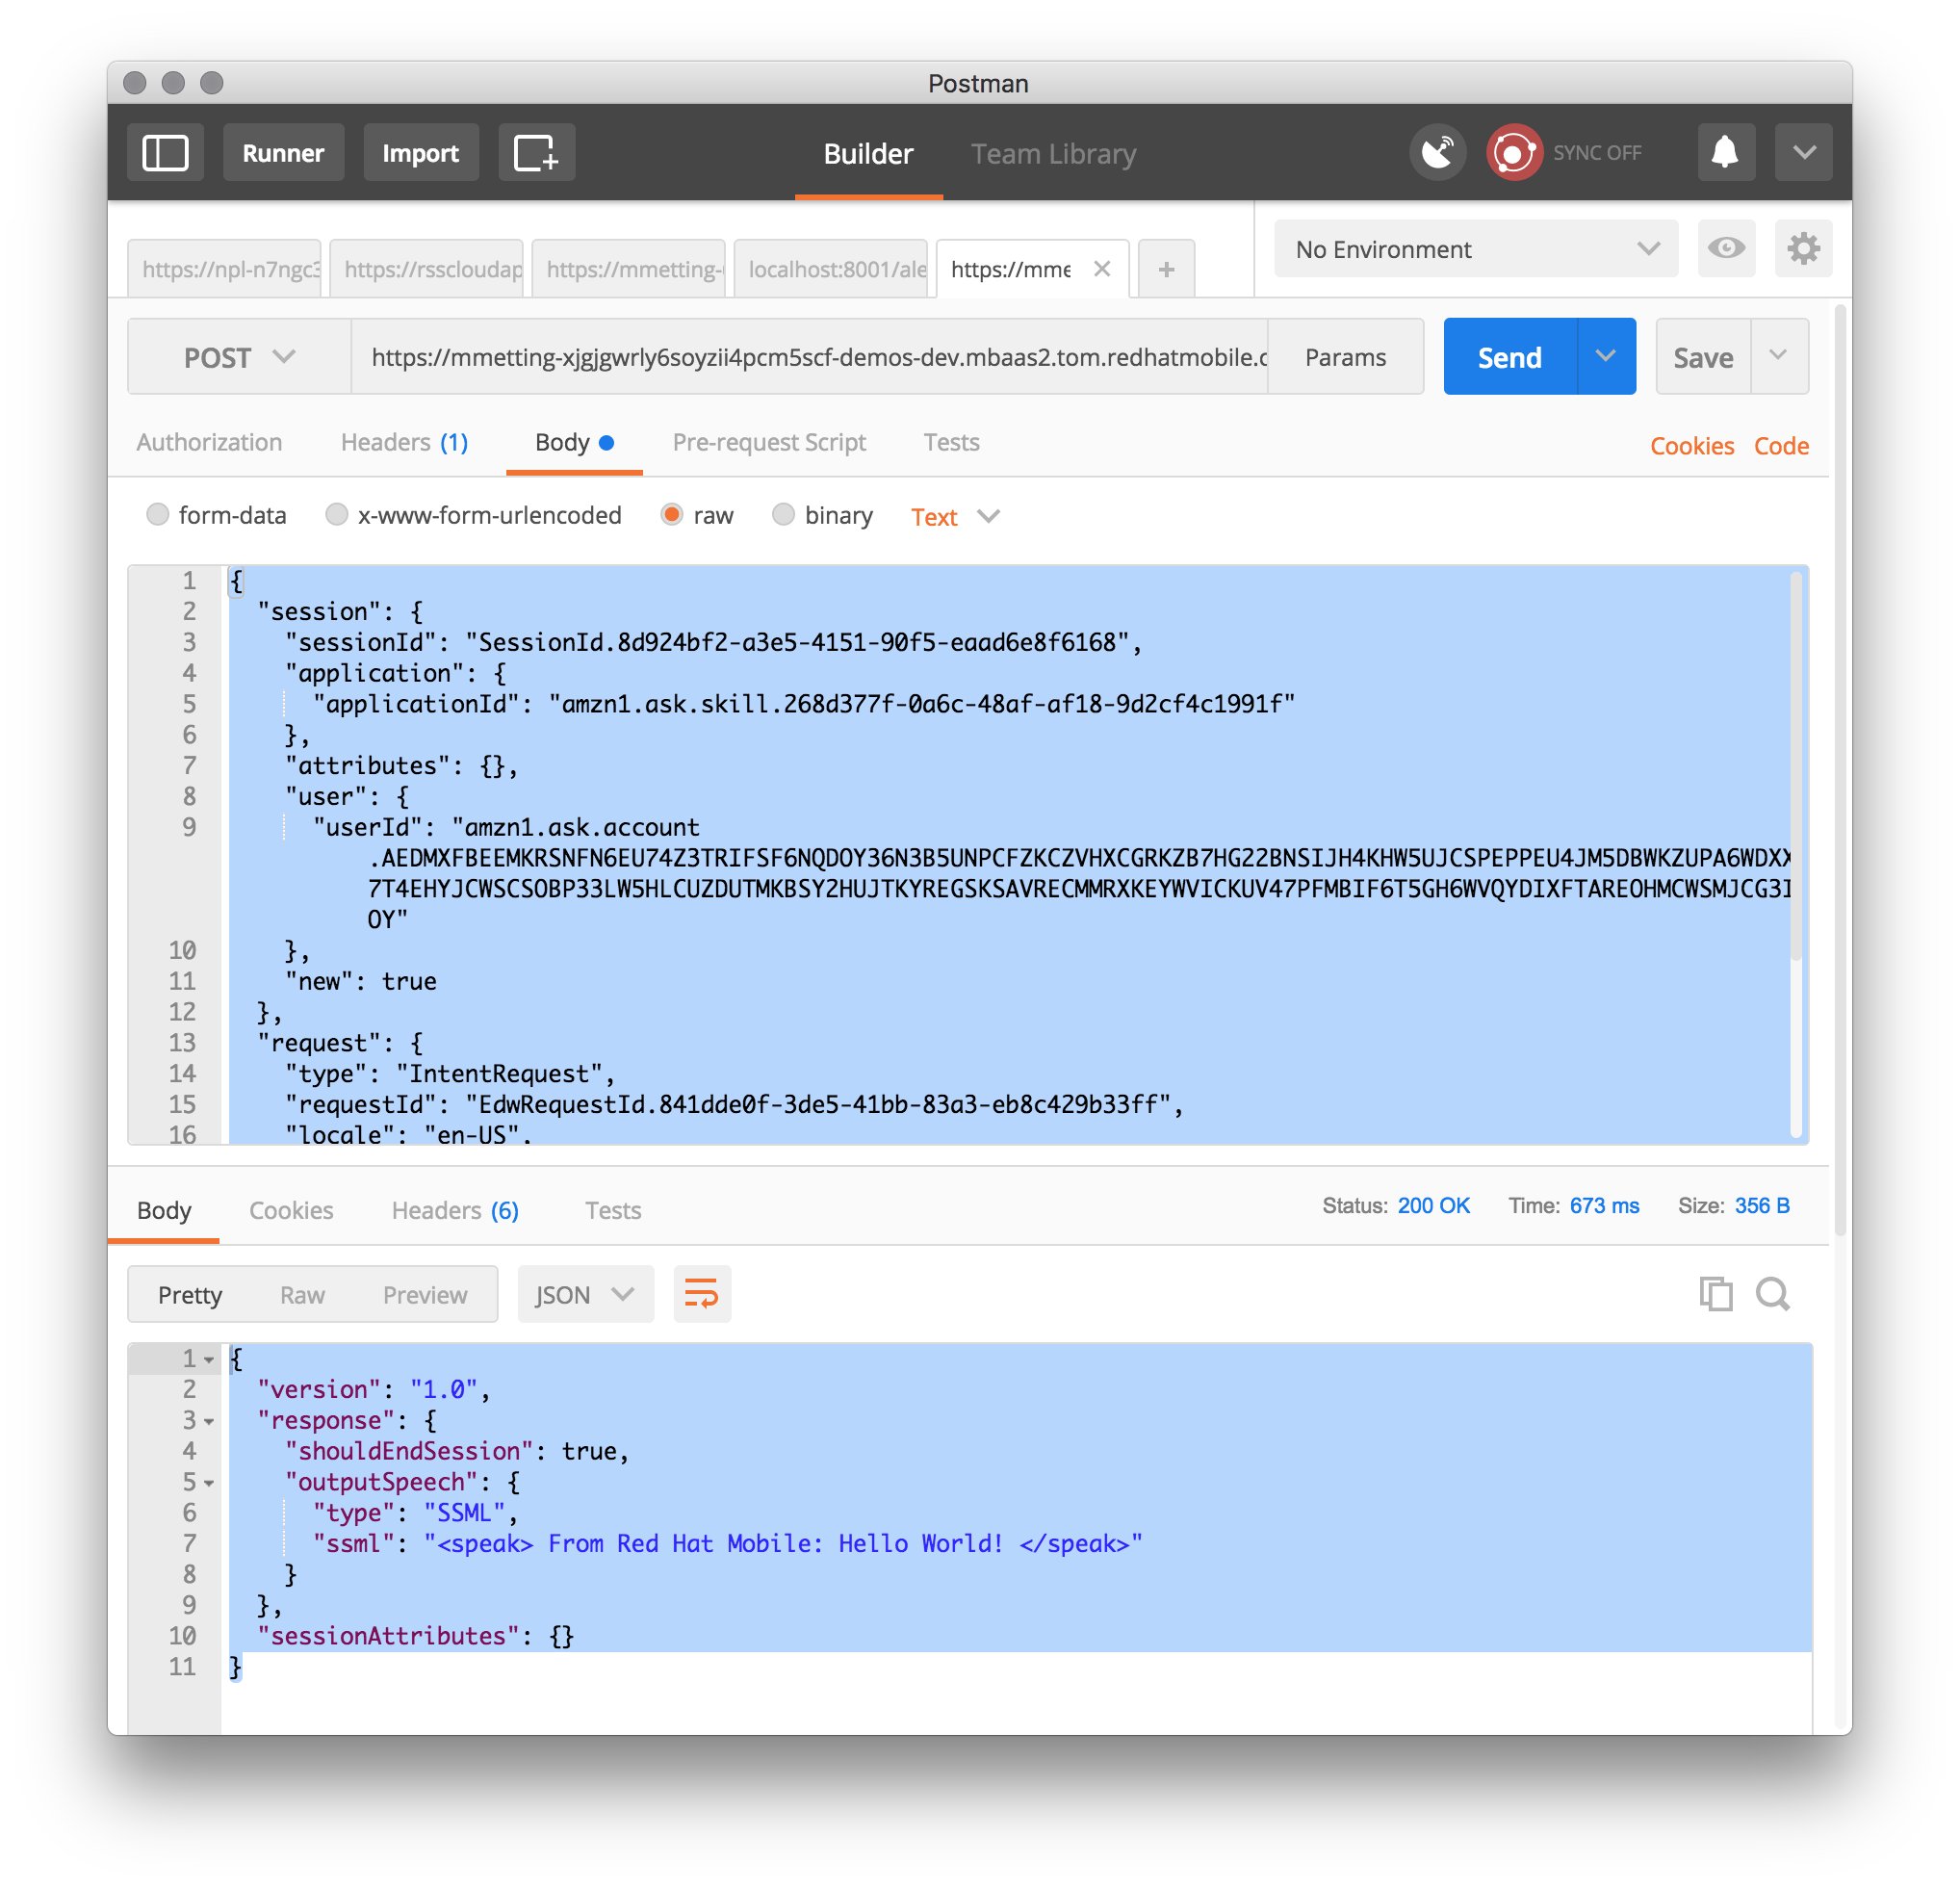 Postman
Runner Import Builder Team Library SYNC OFF
https://npl-n7ngc3 https://rsscloudap https://mmetting- localhost:8001/ale https://mme No Environment
POST https://mmetting-xjgjgwrly6soyzii4pcm5scf-demos-dev.mbaas2.tom.redhatmobile.c Params Send Save
Authorization Headers (1) Body Pre-request Script Tests Cookies Code
form-data x-www-form-urlencoded raw binary Text
1 {
2 "session": {
3 "sessionId": "SessionId.8d924bf2-a3e5-4151-90f5-eaad6e8f6168",
4 "application": {
5 "applicationId": "amzn1.ask.skill.268d377f-0a6c-48af-af18-9d2cf4c1991f"
6 },
7 "attributes": {},
8 "user": {
9 "userId": "amzn1.ask.account
.AEDMXFBEEMKRSNFN6EU74Z3TRIFSF6NQDOY36N3B5UNPCFZKCZVHXCGRKZB7HG22BNSIJH4KHW5UJCSPEPPEU4JM5DBWKZUPA6WDXX
7T4EHYJCWSCSOBP33LW5HLCUZDUTMKBSY2HUJTKYREGSKSAVRECMMRXKEYWVICKUV47PFMBIF6T5GH6WVQYDIXFTAREOHMCWSMJCG3I
OY"
10 },
11 "new": true
12 },
13 "request": {
14 "type": "IntentRequest",
15 "requestId": "EdwRequestId.841dde0f-3de5-41bb-83a3-eb8c429b33ff",
16 "locale": "en-US",
Body Cookies Headers (6) Tests Status: 200 OK Time: 673 ms Size: 356 B
Pretty Raw Preview JSON
1 {
2 "version": "1.0",
3 "response": {
4 "shouldEndSession": true,
5 "outputSpeech": {
6 "type": "SSML",
7 "ssml": "<speak> From Red Hat Mobile: Hello World! </speak>"
8 }
9 },
10 "sessionAttributes": {}
11 }